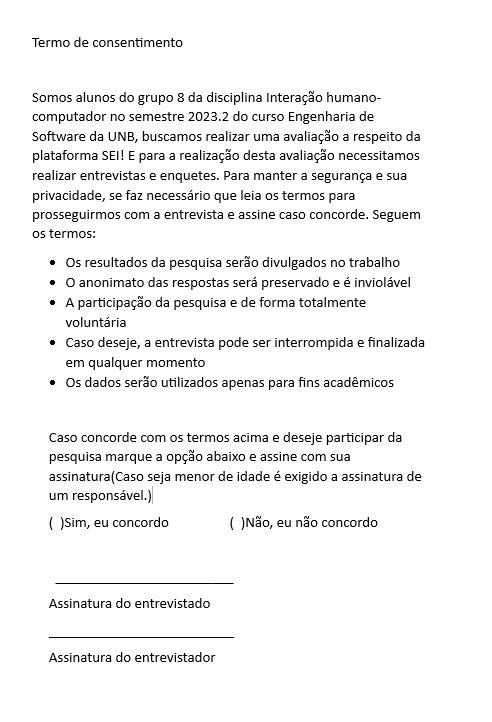 Termo de consentimento
Somos alunos do grupo 8 da disciplina Interação humano-
computador no semestre 2023.2 do curso Engenharia de
Software da UNB, buscamos realizar uma avaliação a respeito da
plataforma SEI! E para a realização desta avaliação necessitamos
realizar entrevistas e enquetes. Para manter a segurança e sua
privacidade, se faz necessário que leia os termos para
prosseguirmos com a entrevista e assine caso concorde. Seguem
os termos:
• Os resultados da pesquisa serão divulgados no trabalho
• O anonimato das respostas será preservado e é inviolável
• A participação da pesquisa e de forma totalmente
voluntária
• Caso deseje, a entrevista pode ser interrompida e finalizada
em qualquer momento
• Os dados serão utilizados apenas para fins acadêmicos
Caso concorde com os termos acima e deseje participar da
pesquisa marque a opção abaixo e assine com sua
assinatura(Caso seja menor de idade é exigido a assinatura de
um responsável.)
( )Sim, eu concordo ( )Não, eu não concordo
Assinatura do entrevistado
Assinatura do entrevistador